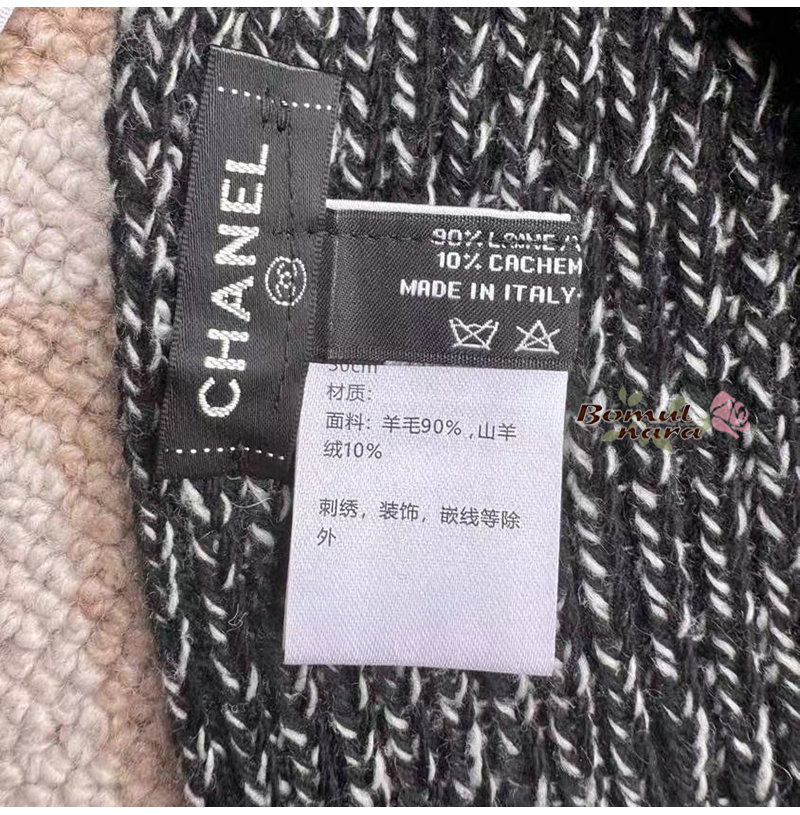 CHANEL
90% LAINE/
10% CACHEM
MADE IN ITALY
30cm
材质:
面料: 羊毛90% ,山羊
绒10%
刺绣，装饰，嵌线等除
外
Bomul
nara